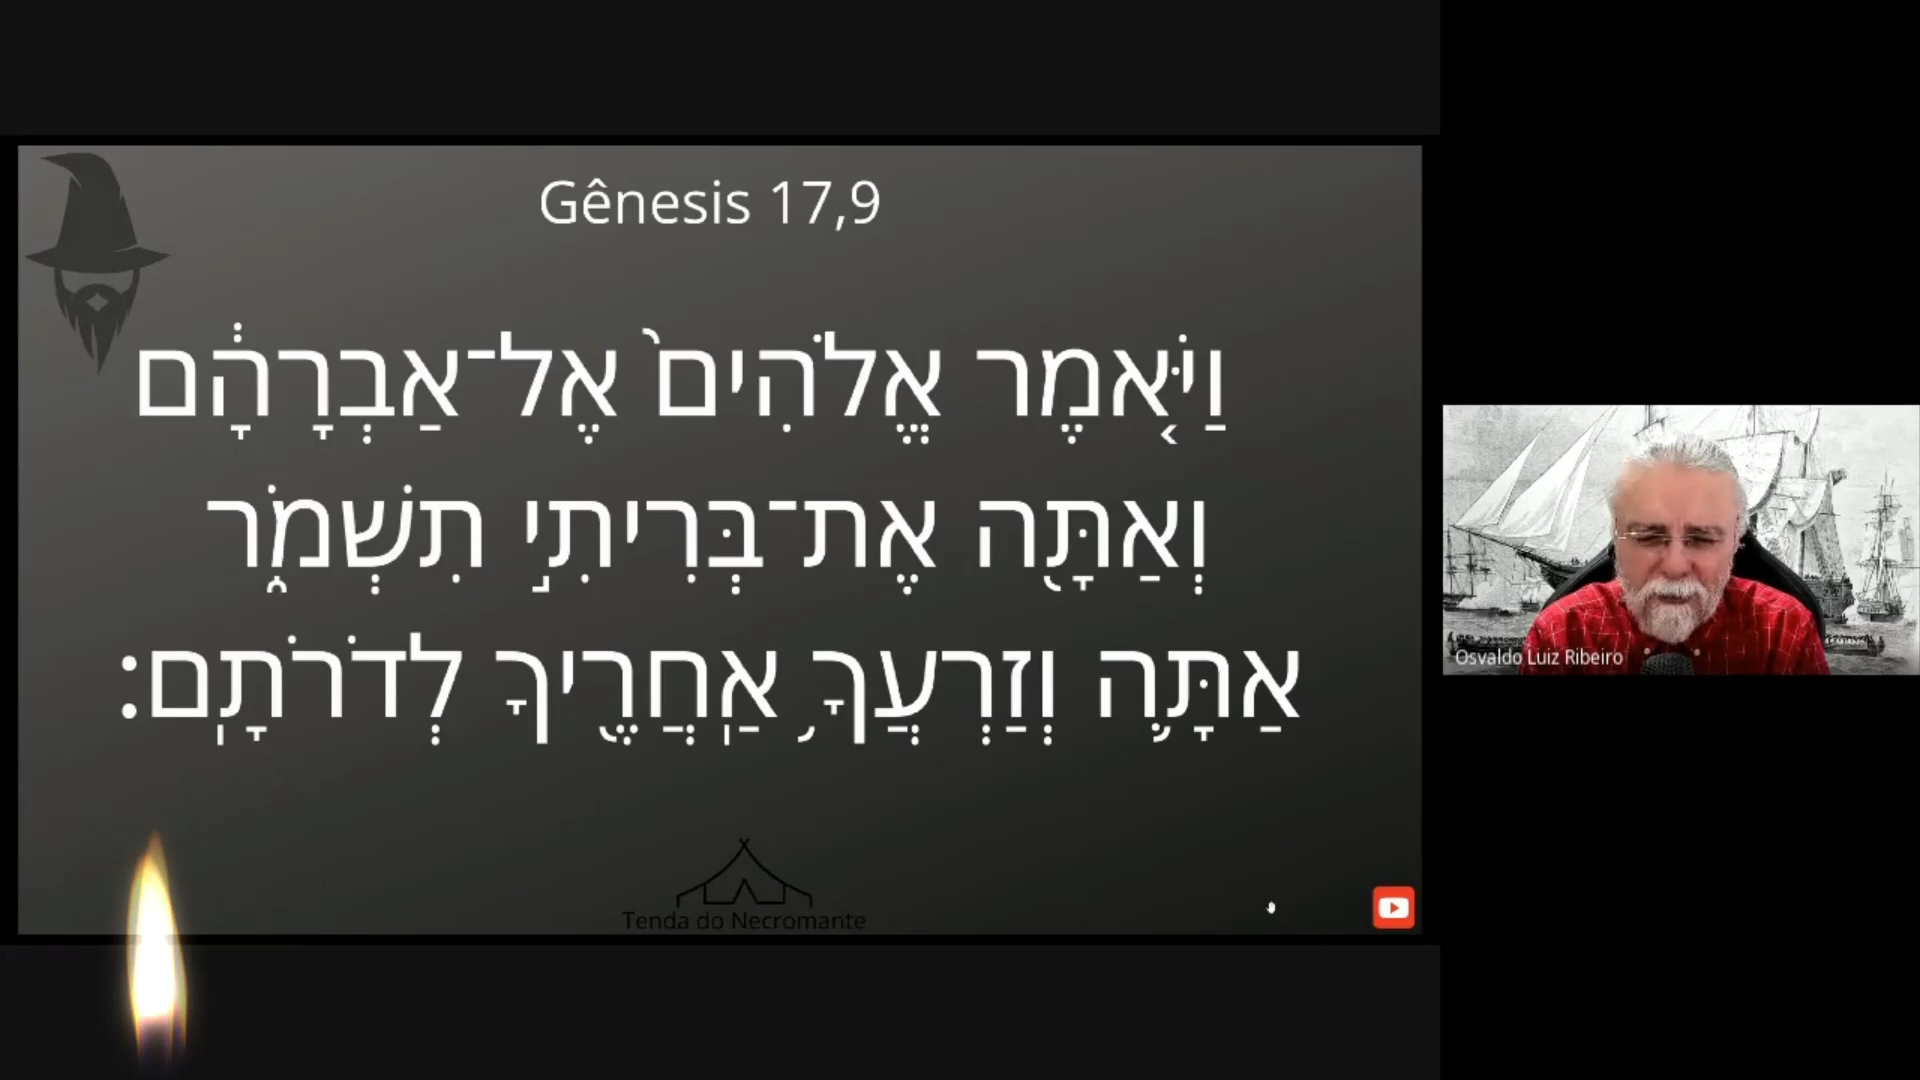 Gênesis 17,9
וַיֹּ֤אמֶר אֱלֹהִים֙ אֶל־אַבְרָהָ֔ם
וְאַתָּ֖ה אֶת־בְּרִיתִ֣י תִשְׁמֹ֑ר
אַתָּ֛ה וְזַרְעֲךָ֥ אַֽחֲרֶ֖יךָ לְדֹרֹתָֽם׃
Tenda do Necromante
Osvaldo Luiz Ribeiro